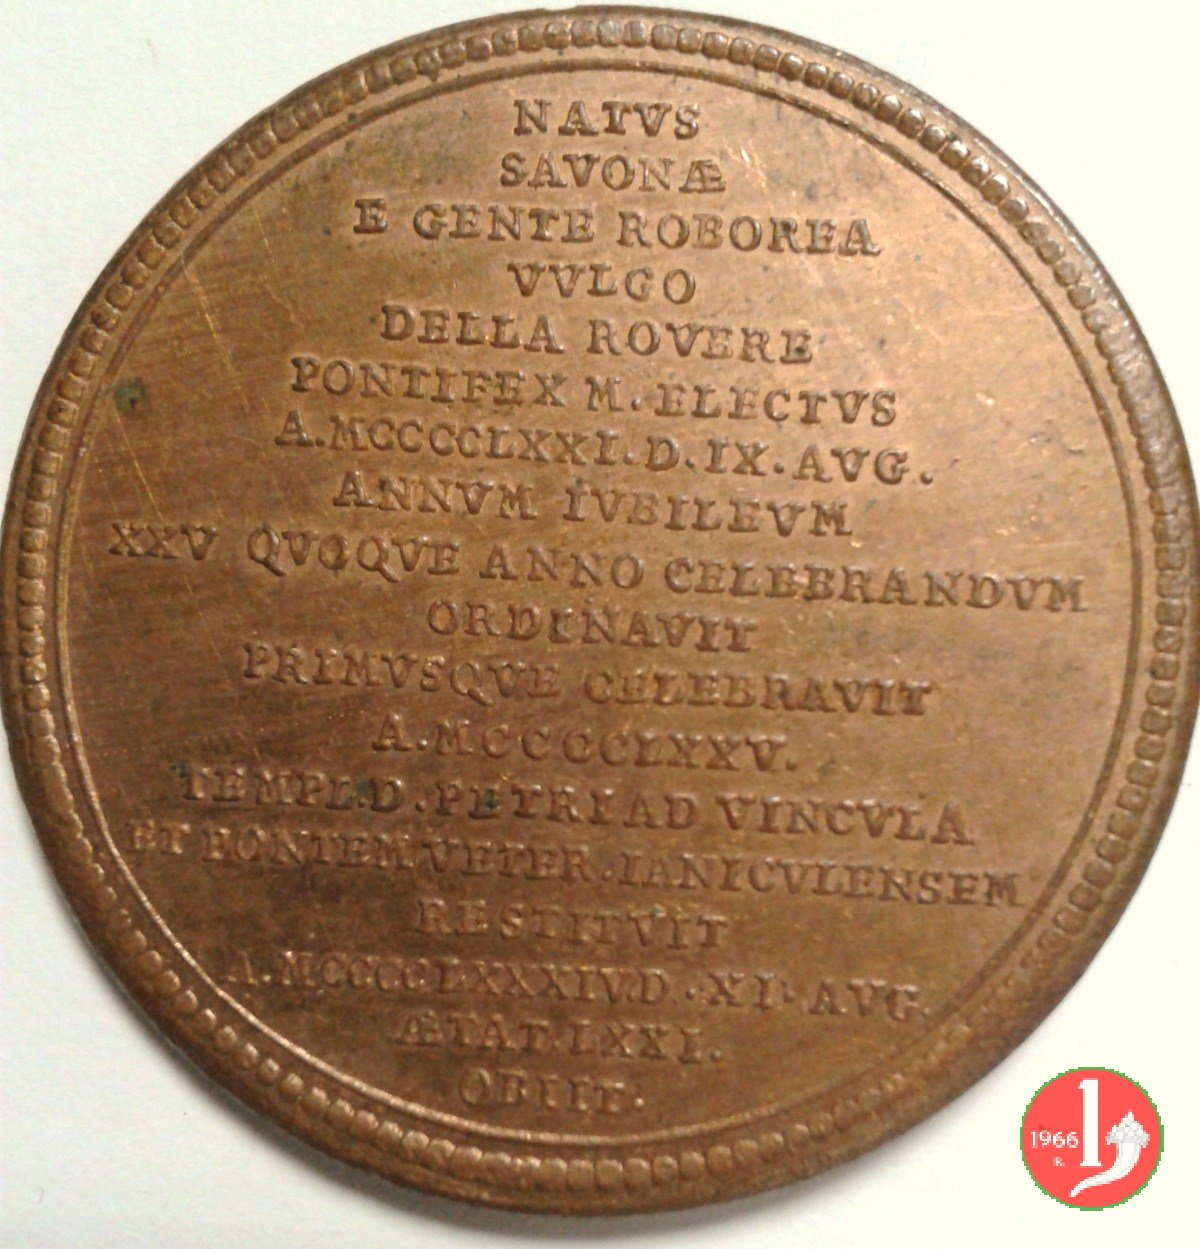 NATVS
SAVONÆ
E GENTE ROBOREA
VVLGO
DELLA ROVERE
PONTIFEX M. ELECTVS
A.MCCCCLXXI.D.IX.AVG.
ANNVM IVBILEVM
XXV QVOQVE ANNO CELEBRANDVM
ORDINAVIT
PRIMVSQVE CELEBRAVIT
A.MCCCCLXXV.
TEMPL.D.PETRI AD VINCVLA
ET PONTEM VETER.IANICVLENSEM
RESTITVIT
A.MCCCCLXXXIV D.XI.AVG.
ÆTAT.LXXI.
OBIIT.
1966
R.